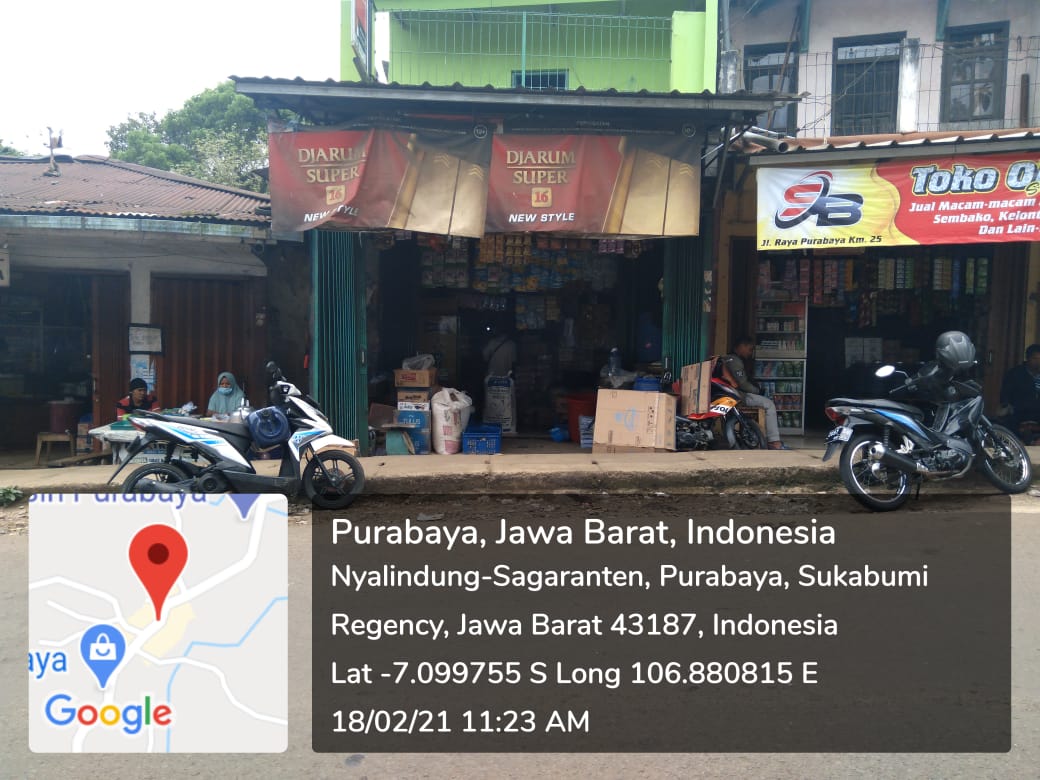 DJARUM
SUPER
16
NEW STYLE
DJARUM
SUPER
16
NEW STYLE
SB
Jl. Raya Purabaya Km. 25
Toko
Jual Macam-macam
Sembako,
Dan Lain-
Purabaya
aya
Google
Purabaya, Jawa Barat, Indonesia
Nyalindung-Sagaranten, Purabaya, Sukabumi
Regency, Jawa Barat 43187, Indonesia
Lat -7.099755 S Long 106.880815 E
18/02/21 11:23 AM